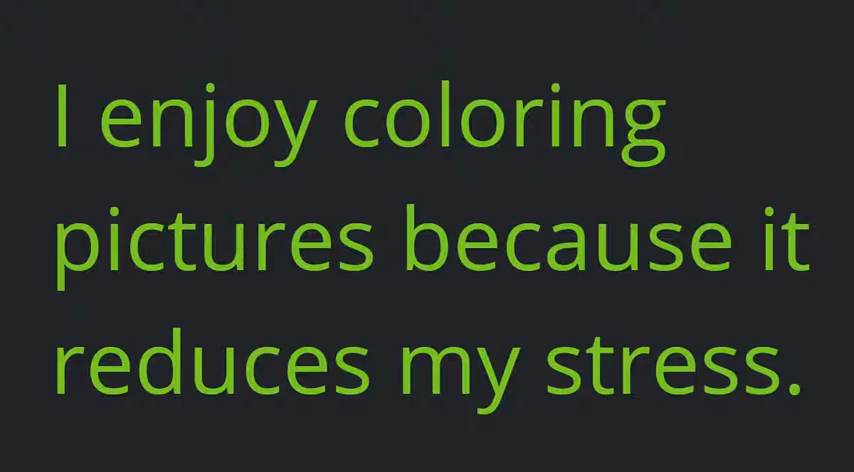 I enjoy coloring
pictures because it
reduces my stress.